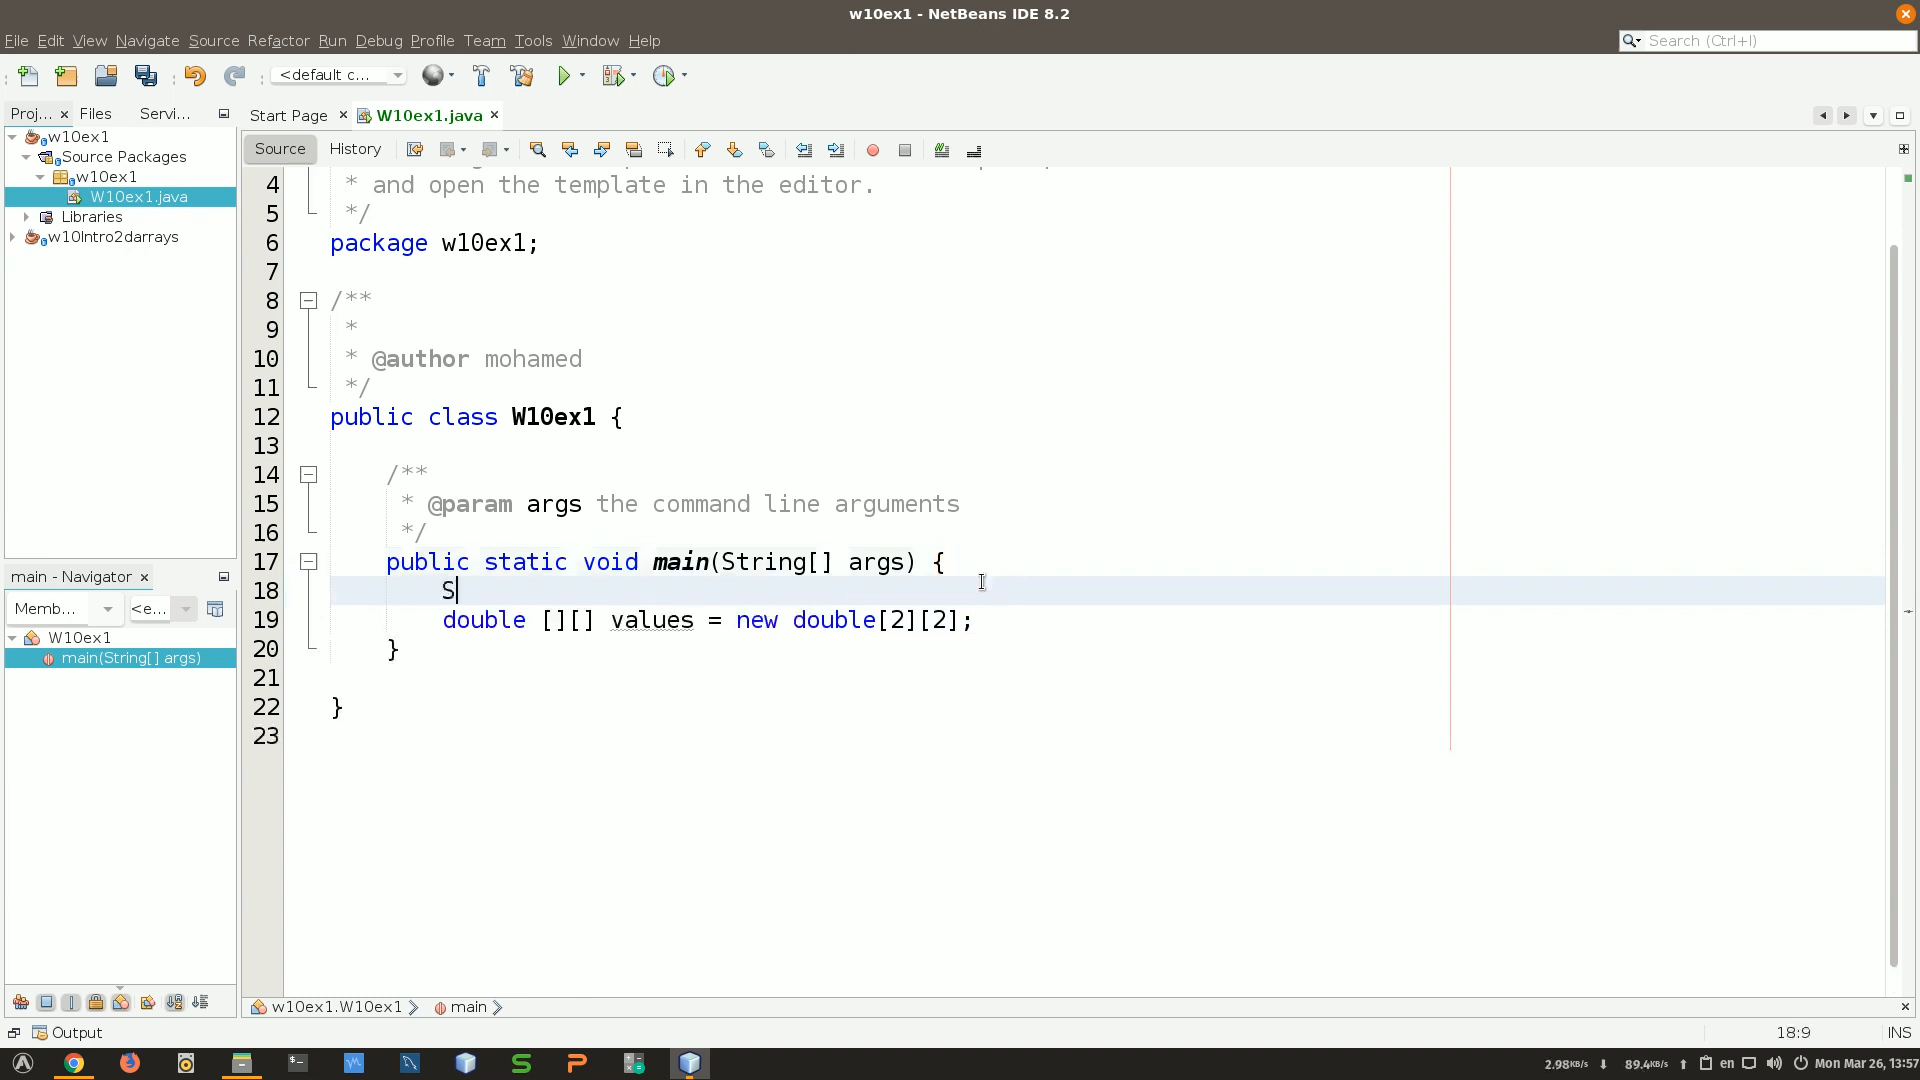 w10ex1 - NetBeans IDE 8.2
File Edit View Navigate Source Refactor Run Debug Profile Team Tools Window Help
Search (Ctrl+I)
<default c...
Proj... Files Servi...
Start Page W10ex1.java
w10ex1
Source Packages
w10ex1
W10ex1.java
Libraries
w10Intro2darrays
Source History
4 * and open the template in the editor.
5 */
6 package w10ex1;
7
8 /**
9 *
10 * @author mohamed
11 */
12 public class W10ex1 {
13
14 /**
15 * @param args the command line arguments
16 */
17 public static void main(String[] args) {
18 S
19 double [][] values = new double[2][2];
20 }
21
22 }
23
main - Navigator
Memb... <e...
W10ex1
main(String[] args)
w10ex1.W10ex1 main
Output
18:9 INS
2.98KB/s 89.4KB/s en Mon Mar 26, 13:57